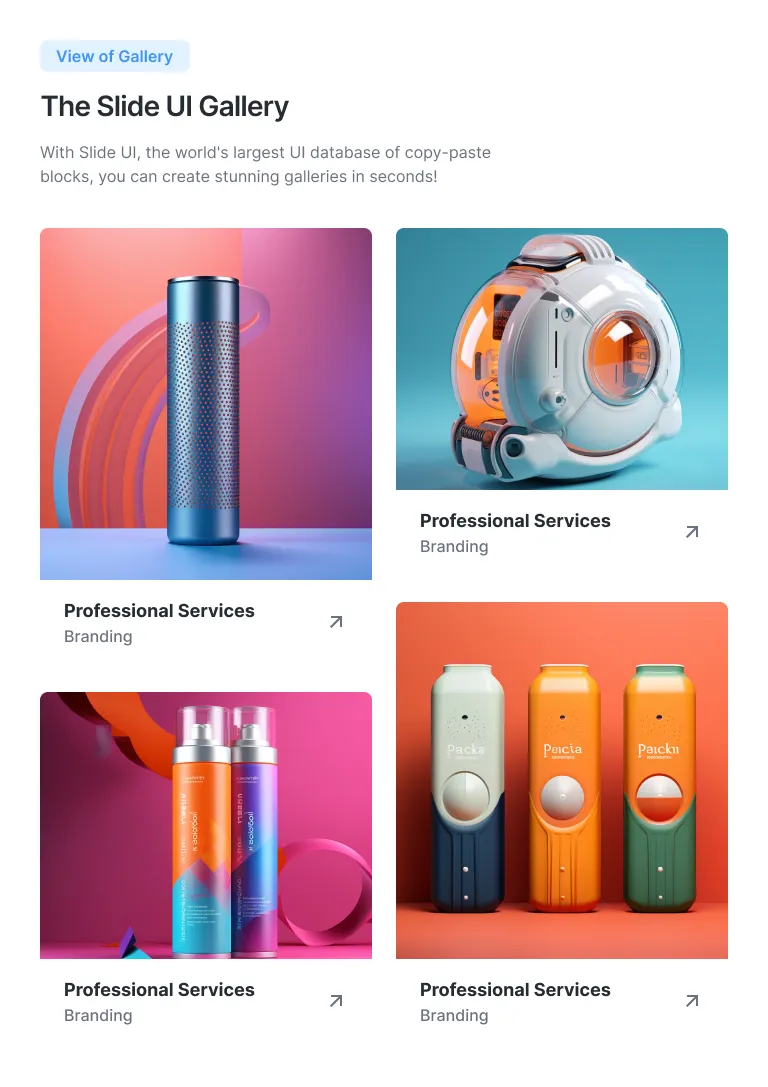 View of Gallery
The Slide UI Gallery
With Slide UI, the world's largest UI database of copy-paste
blocks, you can create stunning galleries in seconds!
Professional Services
Branding
Professional Services
Branding
Packa
Pecıa
Packıı
Professional Services
Branding
Professional Services
Branding